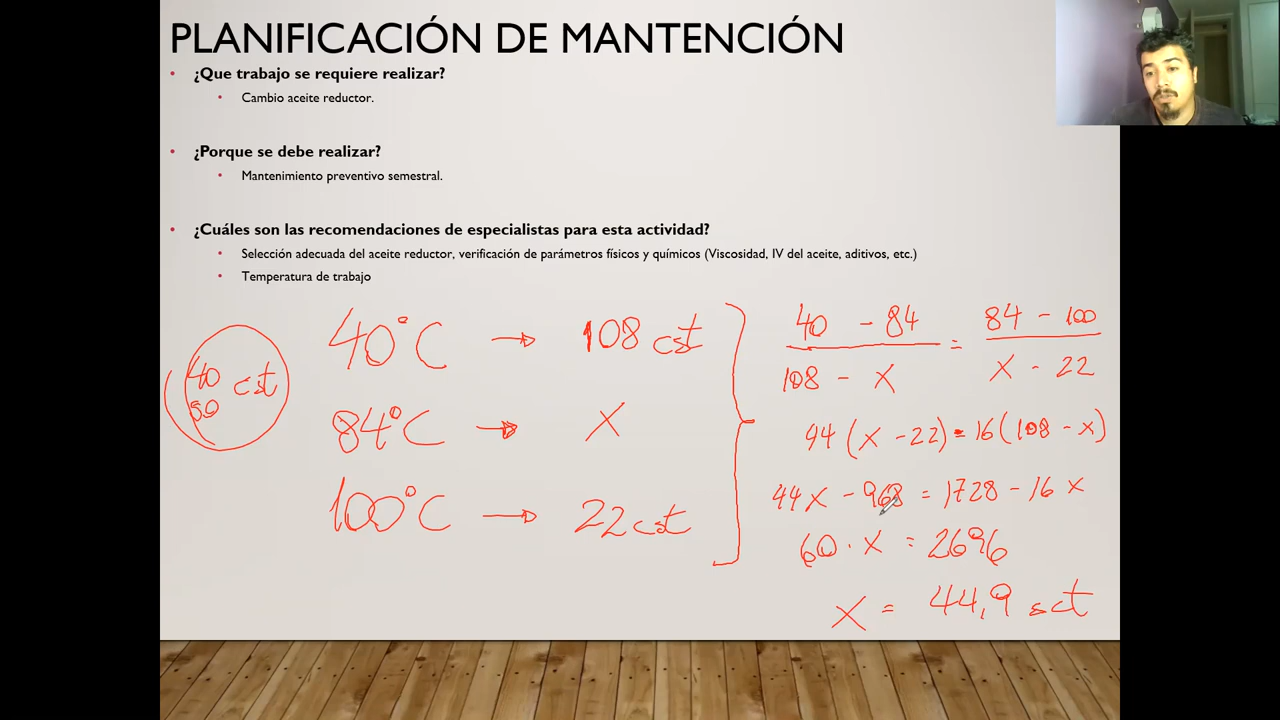 PLANIFICACIÓN DE MANTENCIÓN
• ¿Que trabajo se requiere realizar?
• Cambio aceite reductor.
• ¿Porque se debe realizar?
• Mantenimiento preventivo semestral.
• ¿Cuáles son las recomendaciones de especialistas para esta actividad?
• Selección adecuada del aceite reductor, verificación de parámetros físicos y químicos (Viscosidad, IV del aceite, aditivos, etc.)
• Temperatura de trabajo
40 cst
50
40°C → 108 cst
84°C → X
100°C → 22 cst
40 - 84 = 84 - 100
108 - X   X - 22
94 (X - 22) = 16 (108 - X)
44X - 968 = 1728 - 16 X
60 · X = 2696
X = 44,9 sct